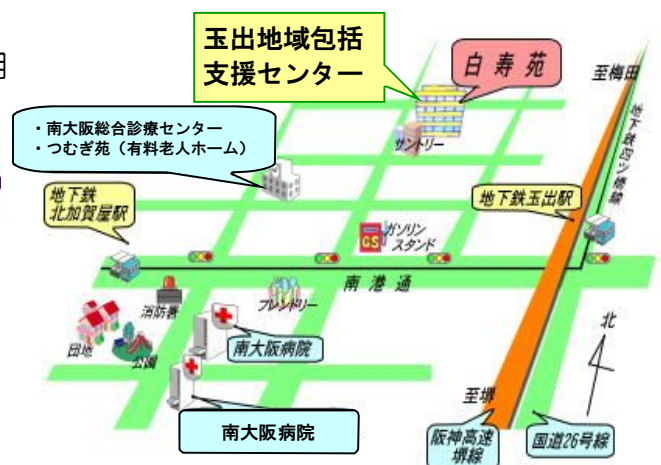 玉出地域包括
支援センター
白寿苑
至梅田
地下鉄四ツ橋線
・南大阪総合診療センター
・つむぎ苑（有料老人ホーム）
サントリー
地下鉄
北加賀屋駅
地下鉄玉出駅
GS
ガソリン
スタンド
南港通
消防署
フレンドリー
北
団地
公園
南大阪病院
至堺
南大阪病院
阪神高速
堺線
国道26号線